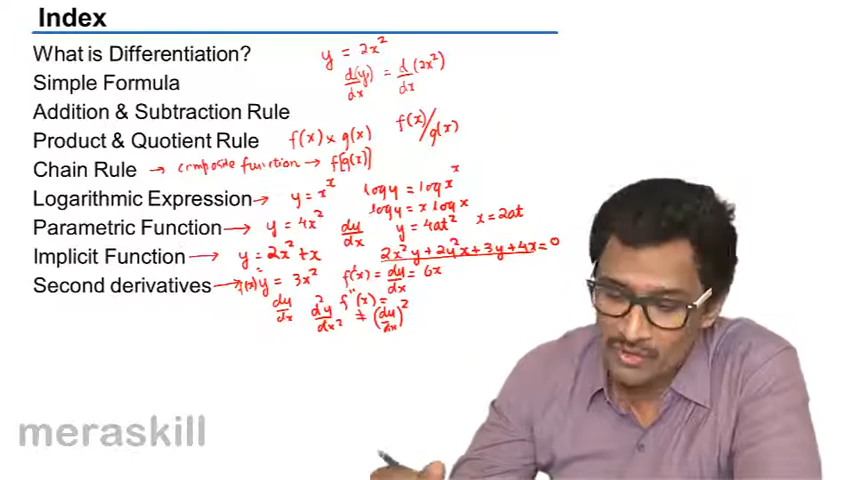 Index
What is Differentiation? y = 2x²
Simple Formula d(y)/dx = d/dx (2x²)
Addition & Subtraction Rule
Product & Quotient Rule f(x) × g(x) f(x)/g(x)
Chain Rule → composite function → f[g(x)]
Logarithmic Expression → y = x^x log y = log x^x
log y = x log x
Parametric Function → y = 4x² dy/dx y = 4at² x = 2at
Implicit Function → y = 2x² + x 2x²y + 2y²x + 3y + 4x = 0
Second derivatives → f(x) = y = 3x² f'(x) = dy/dx = 6x
dy/dx d²y/dx² f''(x) = ≠ (dy/dx)²
meraskill